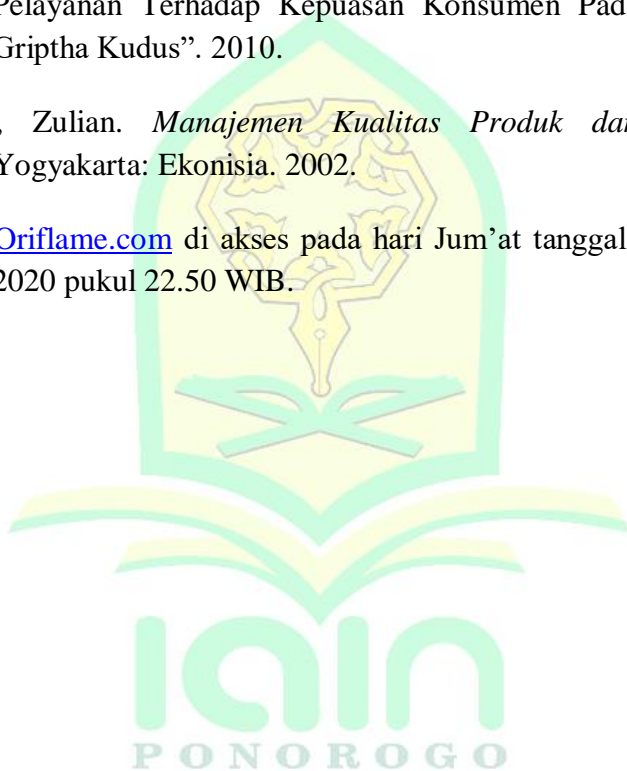 Pelayanan Terhadap Kepuasan Konsumen Pad
Griptha Kudus”. 2010.
, Zulian. Manajemen Kualitas Produk dan
Yogyakarta: Ekonisia. 2002.
Oriflame.com di akses pada hari Jum’at tanggal
2020 pukul 22.50 WIB.
iain
PONOROGO